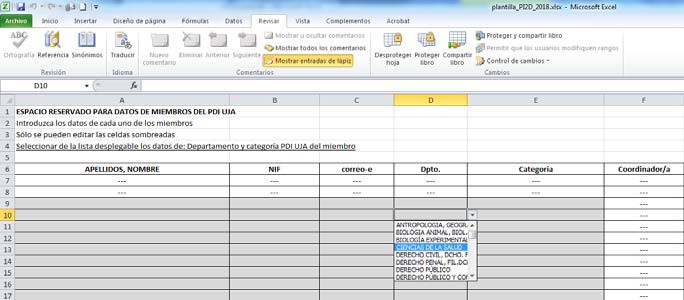 plantilla_PI2D_2018.xlsx - Microsoft Excel
Archivo Inicio Insertar Diseño de página Fórmulas Datos Revisar Vista Complementos Acrobat
ABC
Ortografía Referencia Sinónimos
Revisión
Traducir
Idioma
Nuevo comentario Eliminar Anterior Siguiente
Mostrar u ocultar comentarios
Mostrar todos los comentarios
Mostrar entradas de lápiz
Comentarios
Desproteger hoja Proteger libro Compartir libro
Proteger y compartir libro
Permitir que los usuarios modifiquen rangos
Control de cambios
Cambios
D10 fx
A B C D E F
1 ESPACIO RESERVADO PARA DATOS DE MIEMBROS DEL PDI UJA
2 Introduzca los datos de cada uno de los miembros
3 Sólo se pueden editar las celdas sombreadas
4 Seleccionar de la lista desplegable los datos de: Departamento y categoría PDI UJA del miembro
5
6 APELLIDOS, NOMBRE NIF correo-e Dpto. Categoría Coordinador/a
7 --- --- --- --- --- ---
8 --- --- --- --- --- ---
9 ---
10 ---
11 ANTROPOLOGIA, GEOGR. ---
BIOLOGIA ANIMAL, BIOL.
12 BIOLOGÍA EXPERIMENTAL ---
13 CIENCIAS DE LA SALUD ---
14 DERECHO CIVIL, DCHO. F ---
DERECHO PENAL, FIL.DC
15 DERECHO PÚBLICO ---
16 DERECHO PÚBLICO Y CO ---
17 ---